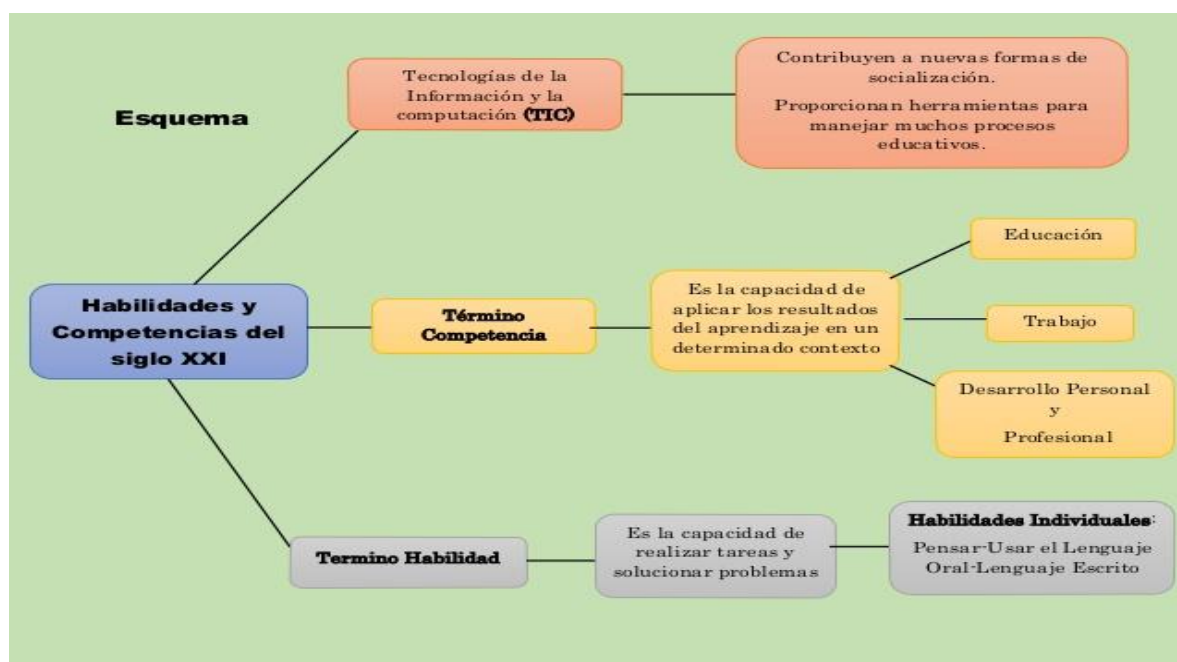 Esquema
Tecnologías de la
Información y la
computación (TIC)
Contribuyen a nuevas formas de
socialización.
Proporcionan herramientas para
manejar muchos procesos
educativos.
Habilidades y
Competencias del
siglo XXI
Término
Competencia
Es la capacidad de
aplicar los resultados
del aprendizaje en un
determinado contexto
Educación
Trabajo
Desarrollo Personal
y
Profesional
Termino Habilidad
Es la capacidad de
realizar tareas y
solucionar problemas
Habilidades Individuales:
Pensar-Usar el Lenguaje
Oral-Lenguaje Escrito